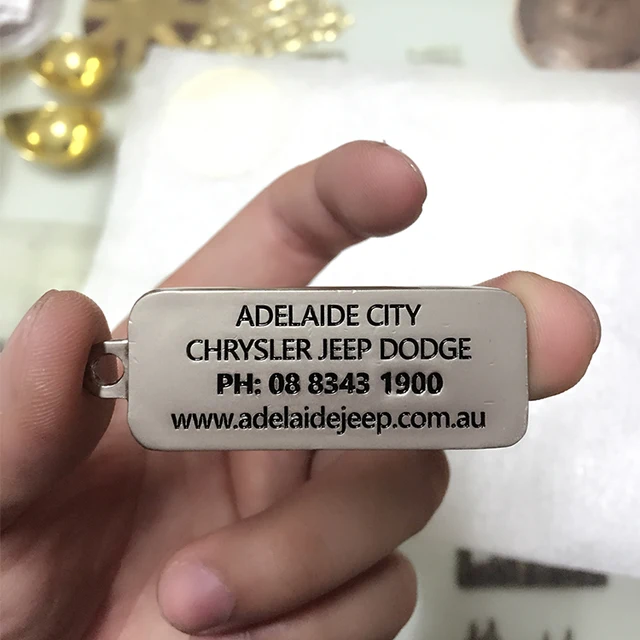 ADELAIDE CITY
CHRYSLER JEEP DODGE
PH: 08 8343 1900
www.adelaidejeep.com.au